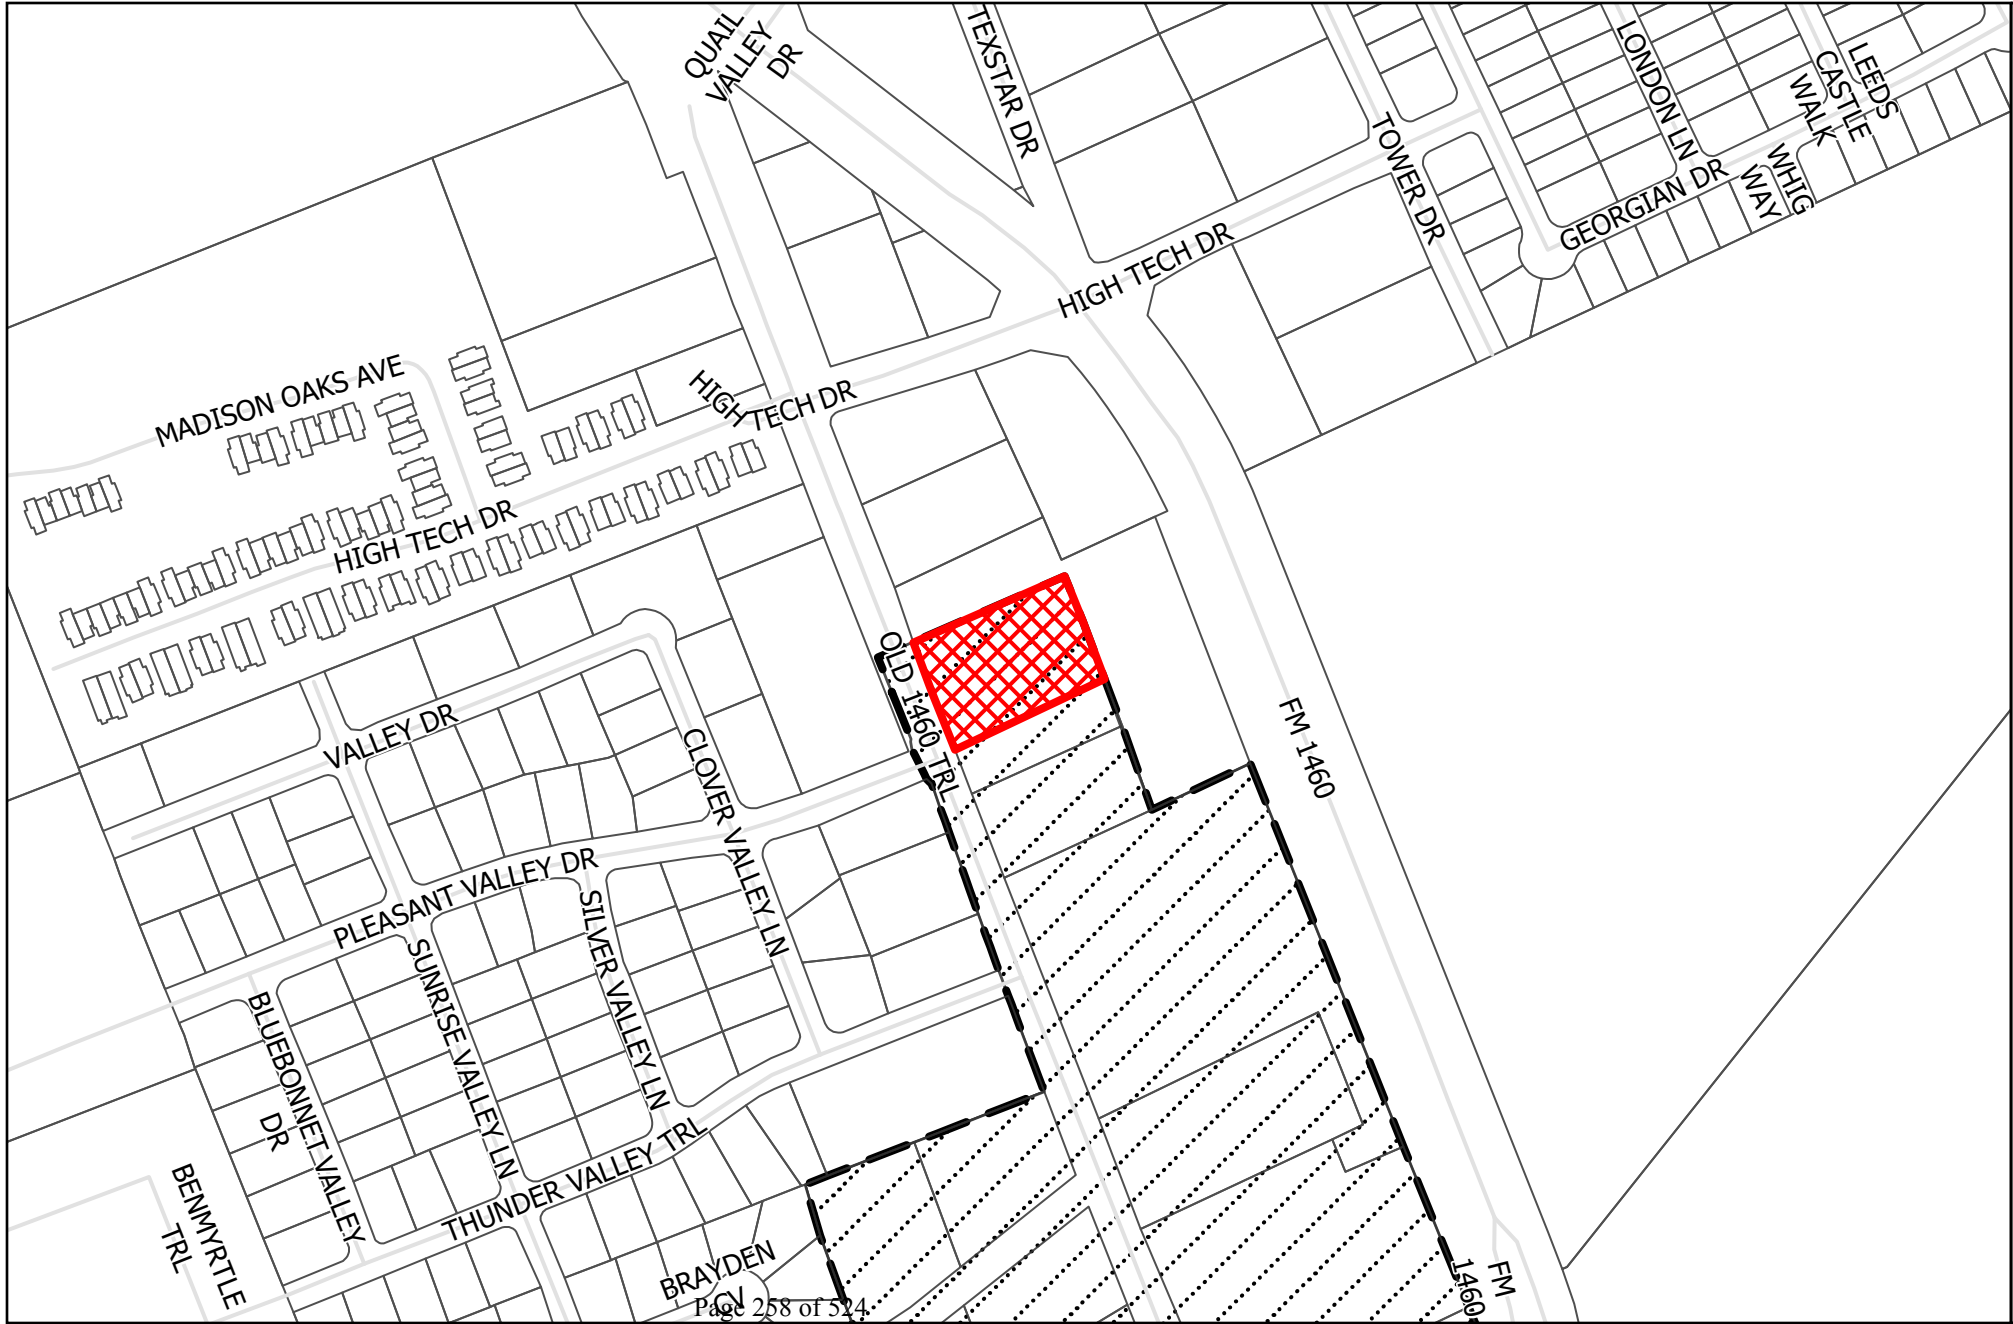 QUAIL
VALLEY
DR
TEXSTAR DR
LONDON LN
LEEDS
CASTLE
WALK
TOWER DR
WHIG
WAY
GEORGIAN DR
HIGH TECH DR
MADISON OAKS AVE
HIGH
TECH DR
HIGH TECH DR
OLD 1460 TRL
VALLEY DR
CLOVER VALLEY LN
FM 1460
PLEASANT VALLEY DR
SILVER VALLEY LN
SUNRISE VALLEY LN
BLUEBONNET VALLEY
DR
THUNDER VALLEY TRL
BENMYRTLE
TRL
BRAYDEN
CV
FM
1460
Page 258 of 524